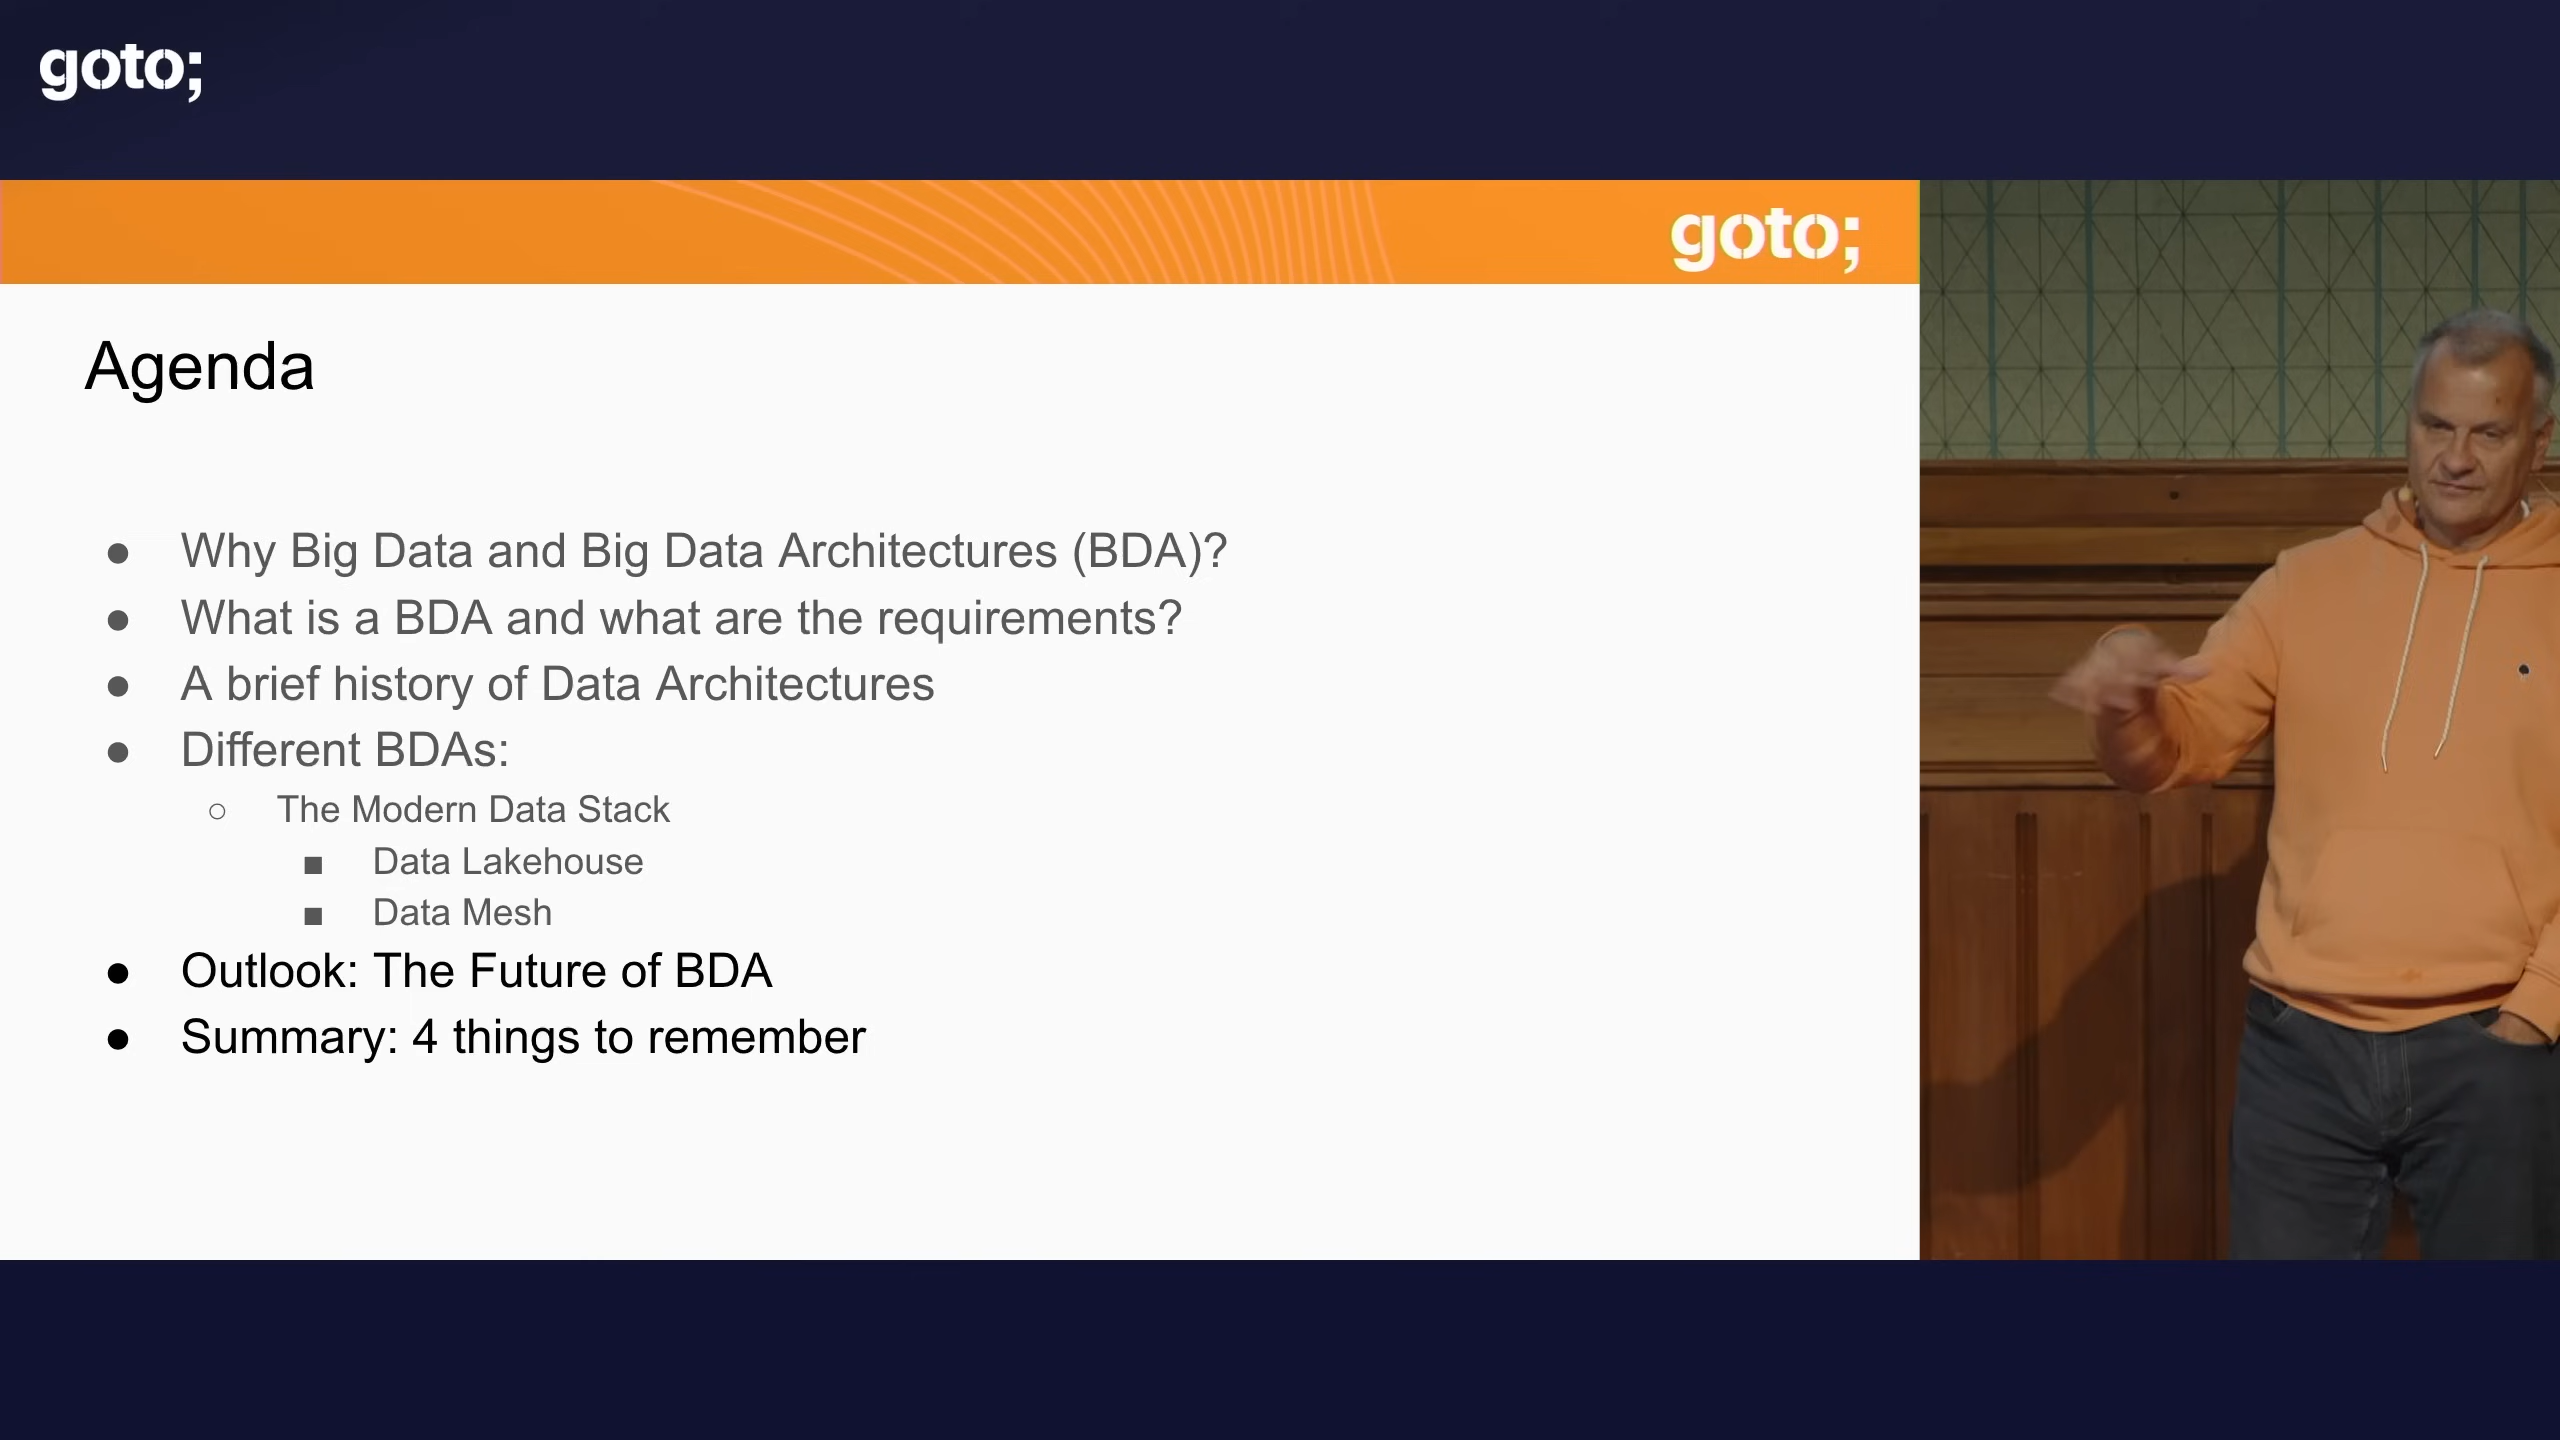 goto;
goto;
Agenda
● Why Big Data and Big Data Architectures (BDA)?
● What is a BDA and what are the requirements?
● A brief history of Data Architectures
● Different BDAs:
○ The Modern Data Stack
■ Data Lakehouse
■ Data Mesh
● Outlook: The Future of BDA
● Summary: 4 things to remember